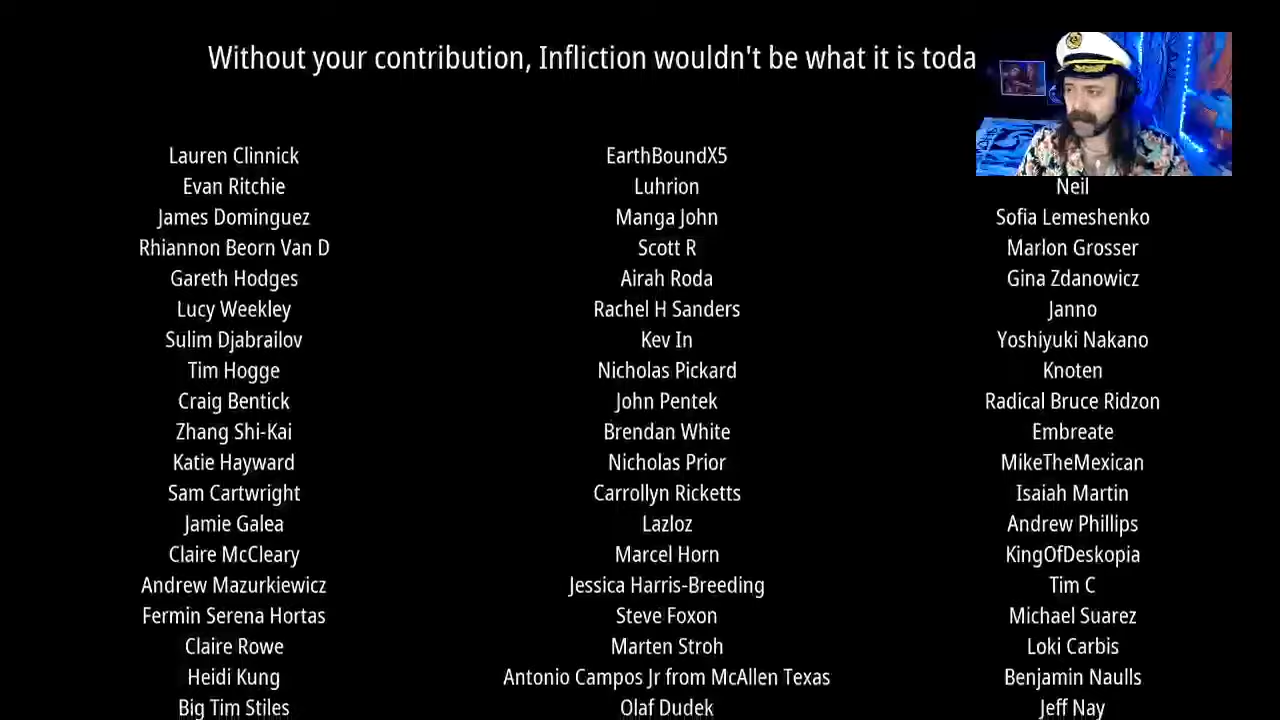 Without your contribution, Infliction wouldn't be what it is toda
Lauren Clinnick
Evan Ritchie
James Dominguez
Rhiannon Beorn Van D
Gareth Hodges
Lucy Weekley
Sulim Djabrailov
Tim Hogge
Craig Bentick
Zhang Shi-Kai
Katie Hayward
Sam Cartwright
Jamie Galea
Claire McCleary
Andrew Mazurkiewicz
Fermin Serena Hortas
Claire Rowe
Heidi Kung
Big Tim Stiles
EarthBoundX5
Luhrion
Manga John
Scott R
Airah Roda
Rachel H Sanders
Kev In
Nicholas Pickard
John Pentek
Brendan White
Nicholas Prior
Carrollyn Ricketts
Lazloz
Marcel Horn
Jessica Harris-Breeding
Steve Foxon
Marten Stroh
Antonio Campos Jr from McAllen Texas
Olaf Dudek
Neil
Sofia Lemeshenko
Marlon Grosser
Gina Zdanowicz
Janno
Yoshiyuki Nakano
Knoten
Radical Bruce Ridzon
Embreate
MikeTheMexican
Isaiah Martin
Andrew Phillips
KingOfDeskopia
Tim C
Michael Suarez
Loki Carbis
Benjamin Naulls
Jeff Nay